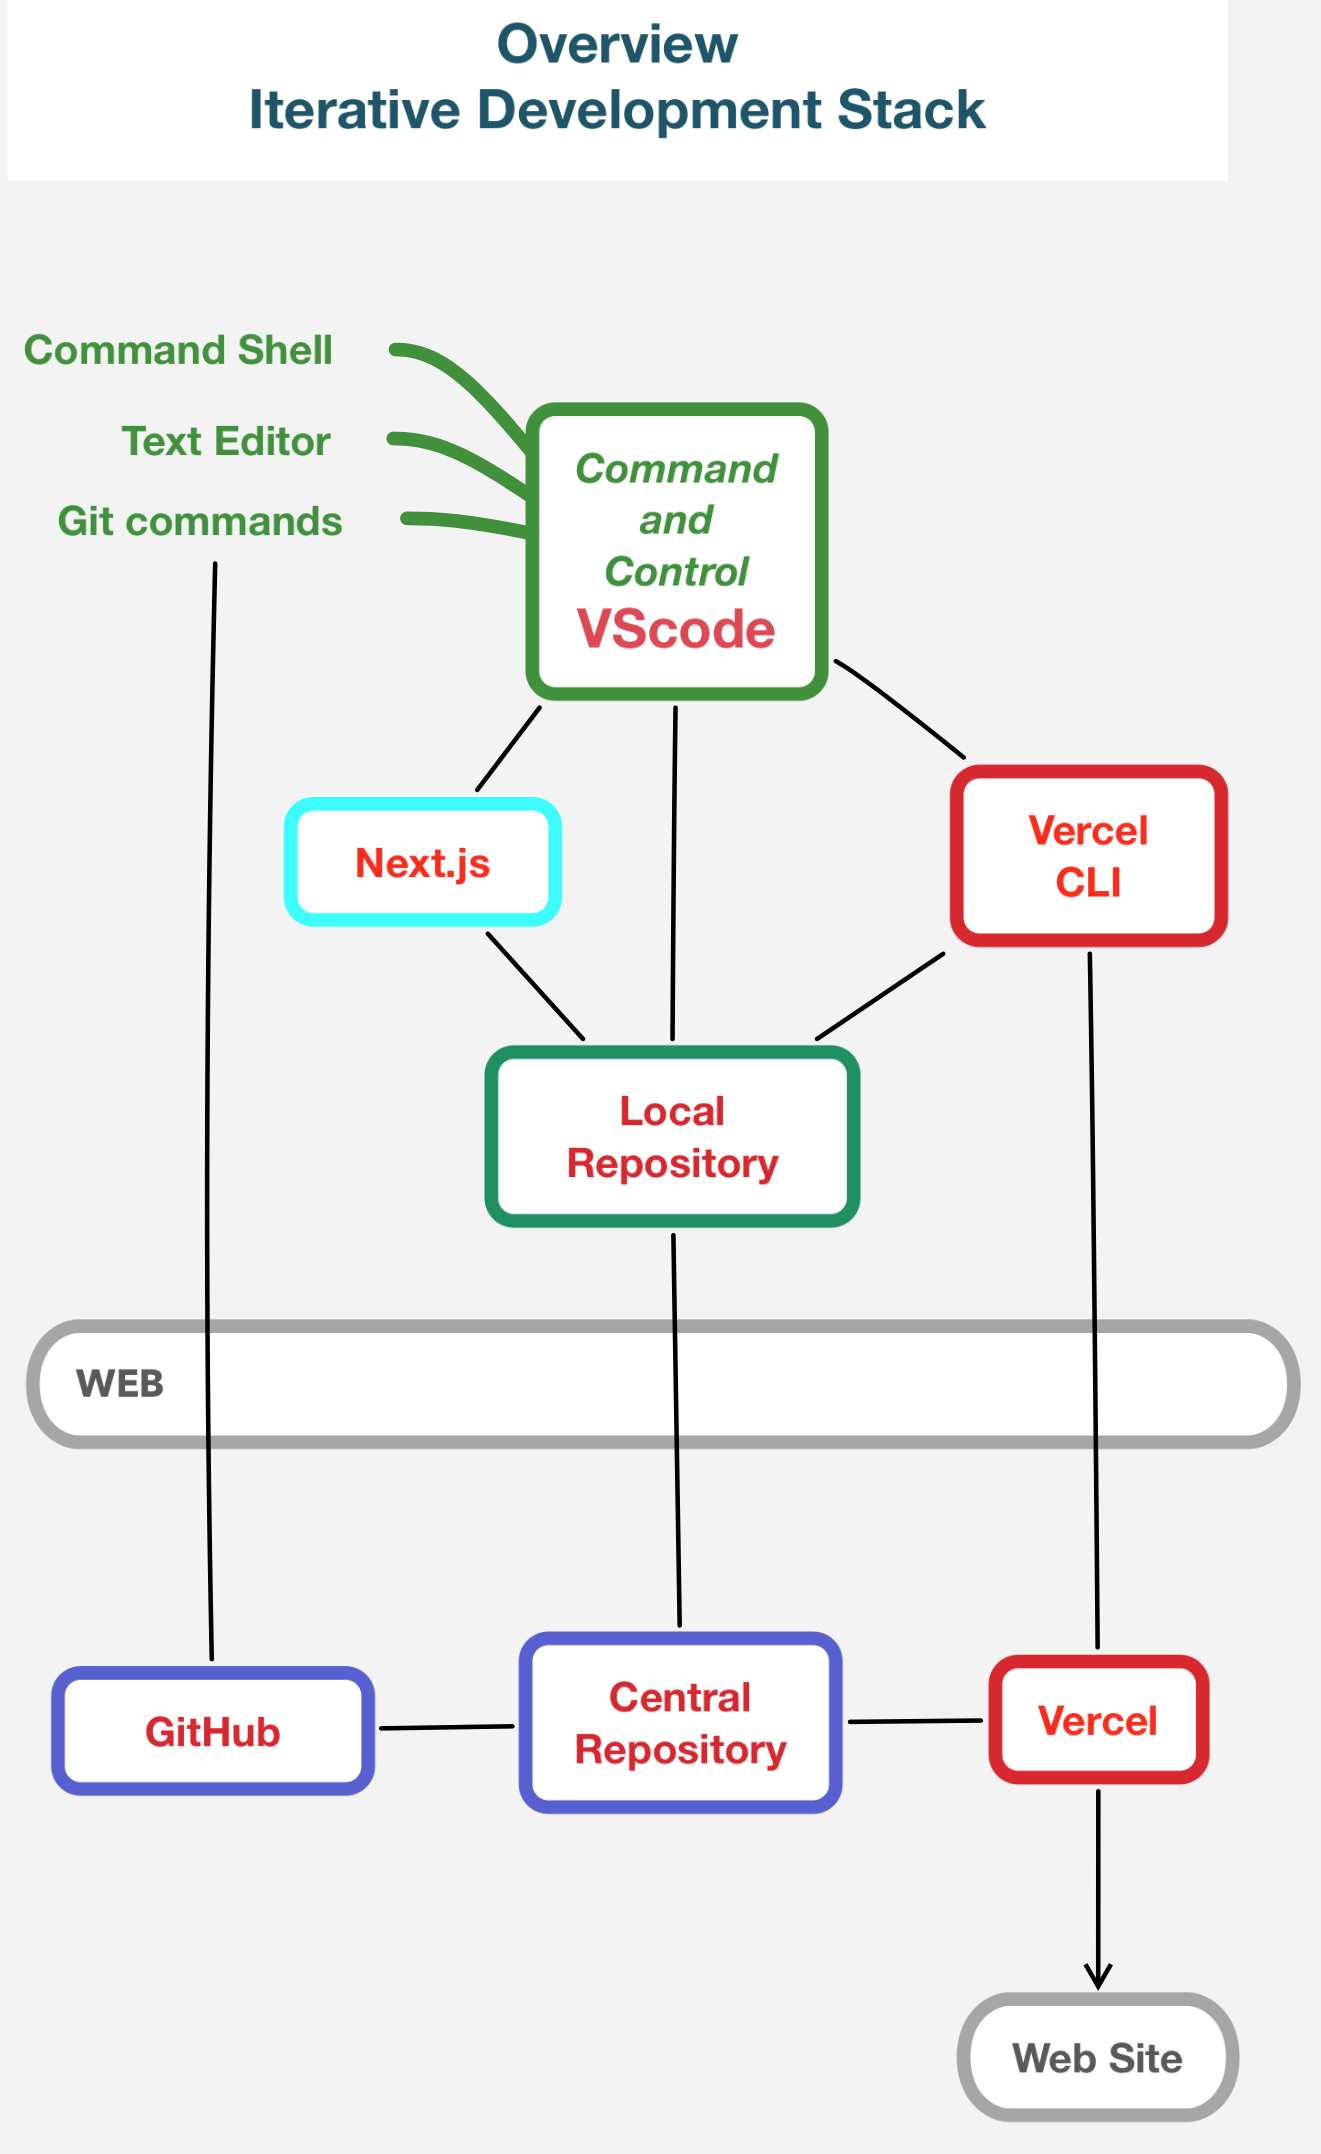 Overview
Iterative Development Stack
Command Shell
Text Editor
Git commands
Command
and
Control
VScode
Next.js
Vercel
CLI
Local
Repository
WEB
GitHub
Central
Repository
Vercel
Web Site